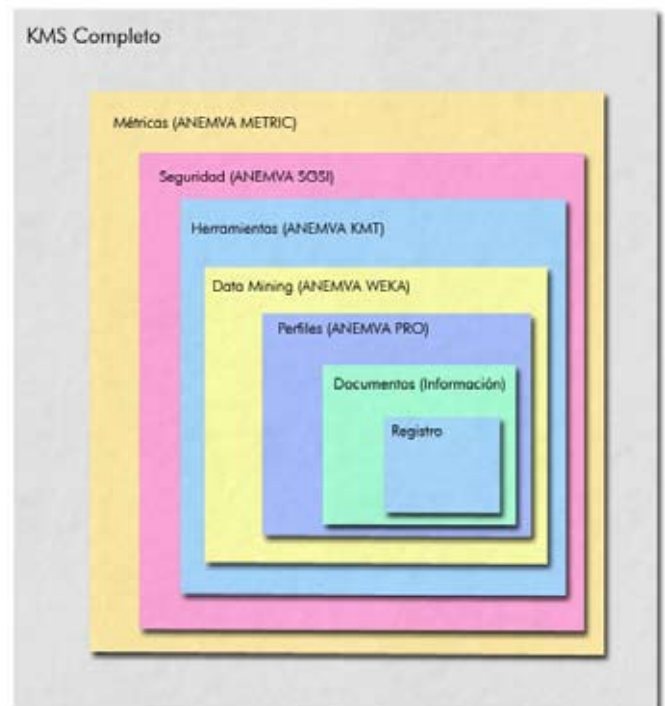 KMS Completo
Métricas (ANEMVA METRIC)
Seguridad (ANEMVA SGSI)
Herramientas (ANEMVA KMT)
Data Mining (ANEMVA WEKA)
Perfiles (ANEMVA PRO)
Documentos (Información)
Registro